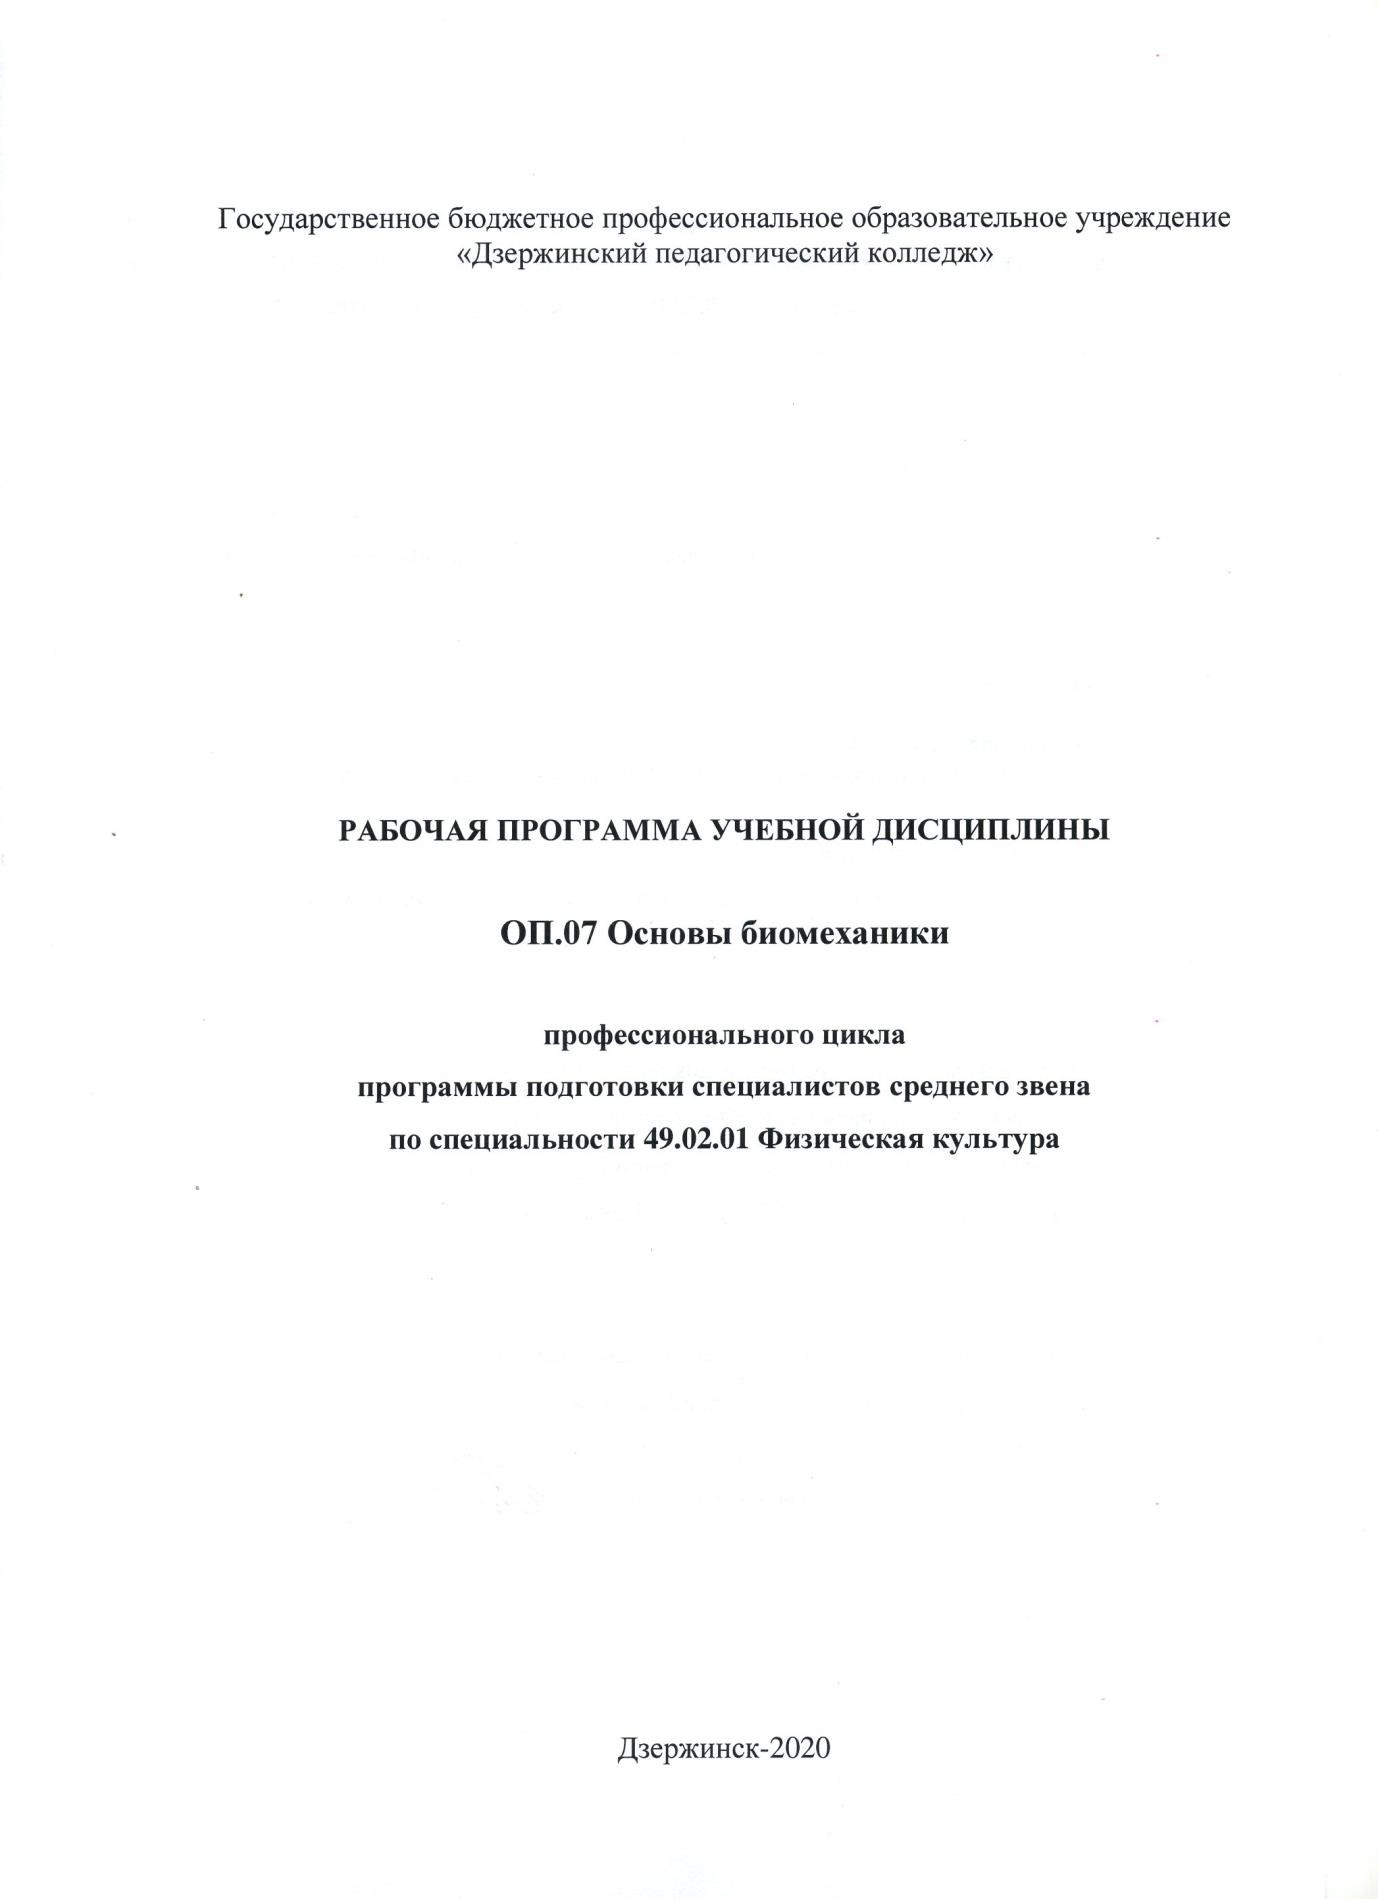 Государственное бюджетное профессиональное образовательное учреждение
«Дзержинский педагогический колледж»
РАБОЧАЯ ПРОГРАММА УЧЕБНОЙ ДИСЦИПЛИНЫ
ОП.07 Основы биомеханики
профессионального цикла
программы подготовки специалистов среднего звена
по специальности 49.02.01 Физическая культура
Дзержинск-2020